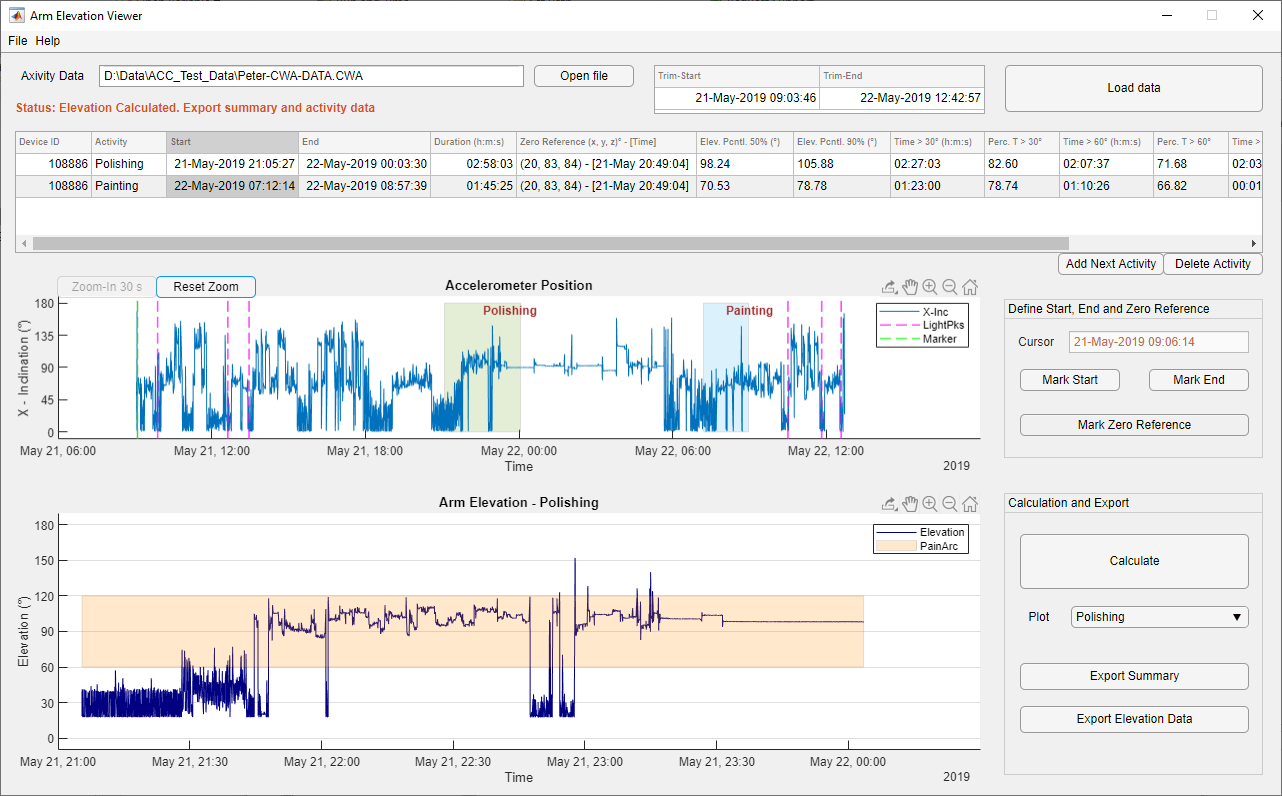 Arm Elevation Viewer
File Help
Axivity Data D:\Data\ACC_Test_Data\Peter-CWA-DATA.CWA Open file
Trim-Start Trim-End
21-May-2019 09:03:46 22-May-2019 12:42:57
Load data
Status: Elevation Calculated. Export summary and activity data
Device ID Activity Start End Duration (h:m:s) Zero Reference (x, y, z)° - [Time] Elev. Pcntl. 50% (°) Elev. Pcntl. 90% (°) Time > 30° (h:m:s) Perc. T > 30° Time > 60° (h:m:s) Perc. T > 60° Time >
108886 Polishing 21-May-2019 21:05:27 22-May-2019 00:03:30 02:58:03 (20, 83, 84) - [21-May 20:49:04] 98.24 105.88 02:27:03 82.60 02:07:37 71.68 02:03
108886 Painting 22-May-2019 07:12:14 22-May-2019 08:57:39 01:45:25 (20, 83, 84) - [21-May 20:49:04] 70.53 78.78 01:23:00 78.74 01:10:26 66.82 00:01
Add Next Activity Delete Activity
Zoom-In 30 s Reset Zoom
Accelerometer Position
Polishing Painting
X-Inc
LightPks
Marker
180
135
90
45
0
X - Inclination (°)
May 21, 06:00 May 21, 12:00 May 21, 18:00 May 22, 00:00 May 22, 06:00 May 22, 12:00
Time
2019
Define Start, End and Zero Reference
Cursor 21-May-2019 09:06:14
Mark Start Mark End
Mark Zero Reference
Arm Elevation - Polishing
Elevation
PainArc
180
150
120
90
60
30
0
Elevation (°)
May 21, 21:00 May 21, 21:30 May 21, 22:00 May 21, 22:30 May 21, 23:00 May 21, 23:30 May 22, 00:00
Time
2019
Calculation and Export
Calculate
Plot Polishing
Export Summary
Export Elevation Data